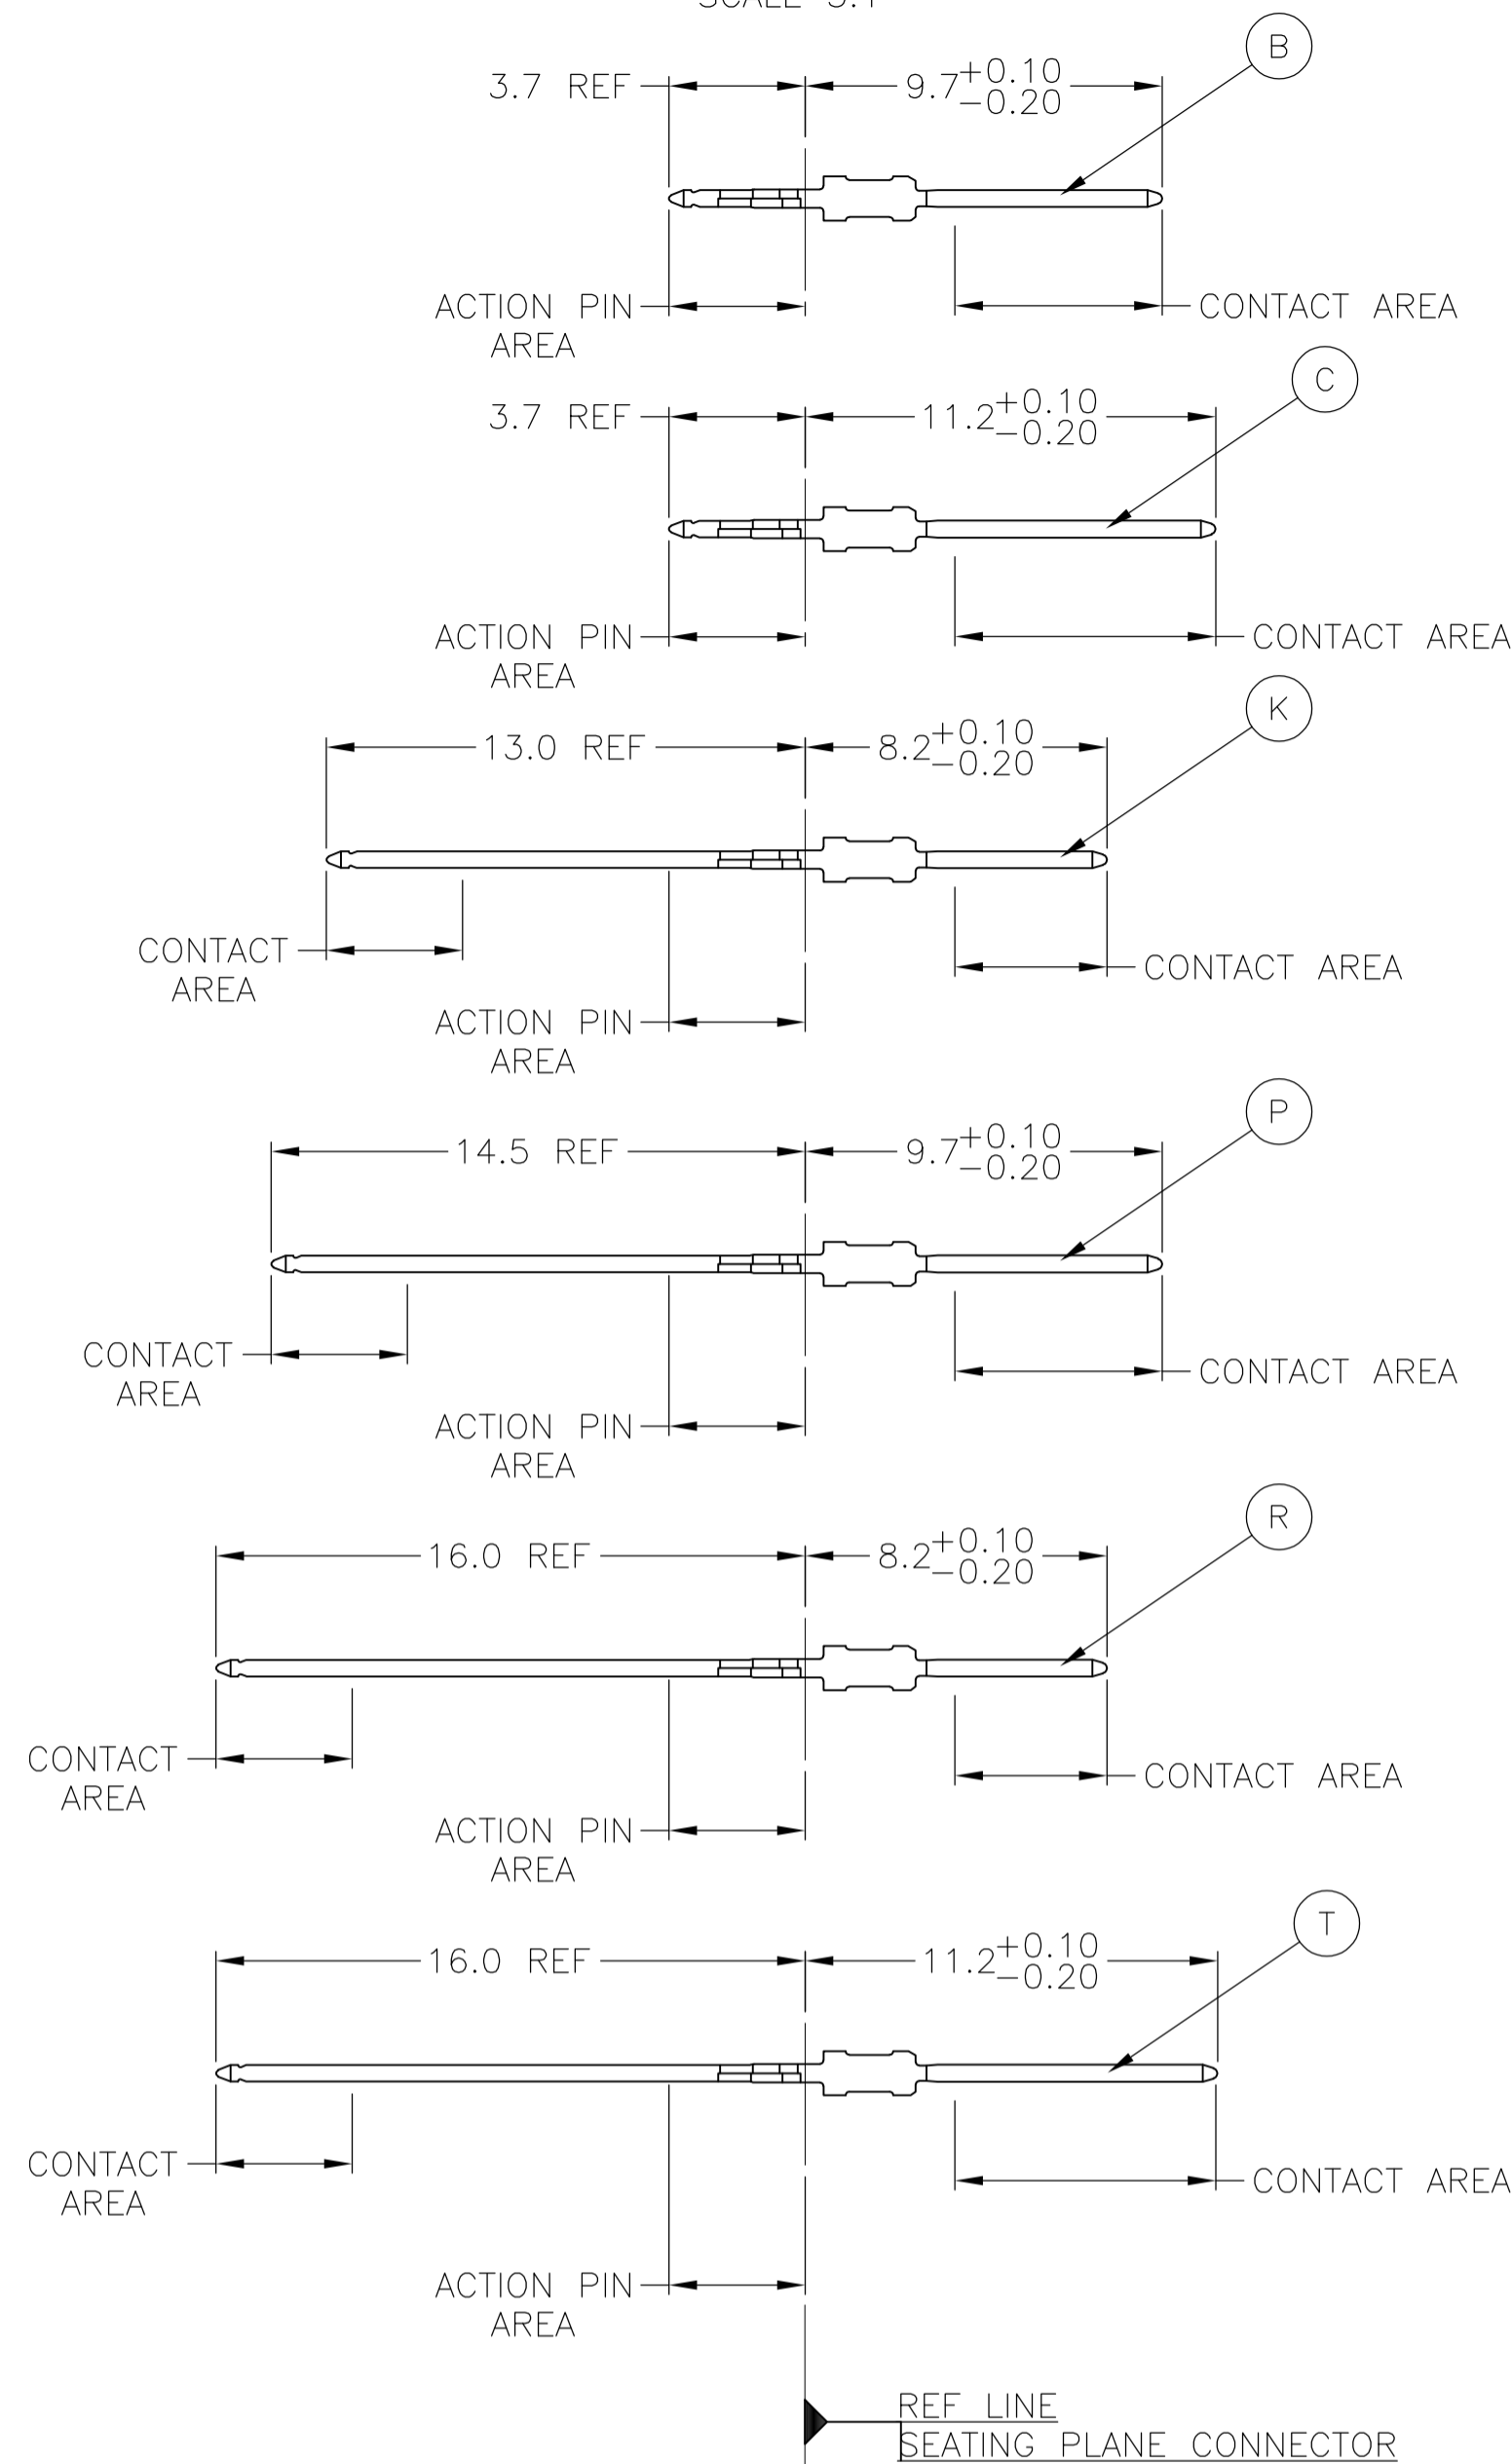 B
3.7 REF 9.7 +0.10 -0.20
ACTION PIN AREA
CONTACT AREA
C
3.7 REF 11.2 +0.10 -0.20
ACTION PIN AREA
CONTACT AREA
K
13.0 REF 8.2 +0.10 -0.20
CONTACT AREA
CONTACT AREA
ACTION PIN AREA
P
14.5 REF 9.7 +0.10 -0.20
CONTACT AREA
CONTACT AREA
ACTION PIN AREA
R
16.0 REF 8.2 +0.10 -0.20
CONTACT AREA
CONTACT AREA
ACTION PIN AREA
T
16.0 REF 11.2 +0.10 -0.20
CONTACT AREA
CONTACT AREA
ACTION PIN AREA
REF LINE
SEATING PLANE CONNECTOR